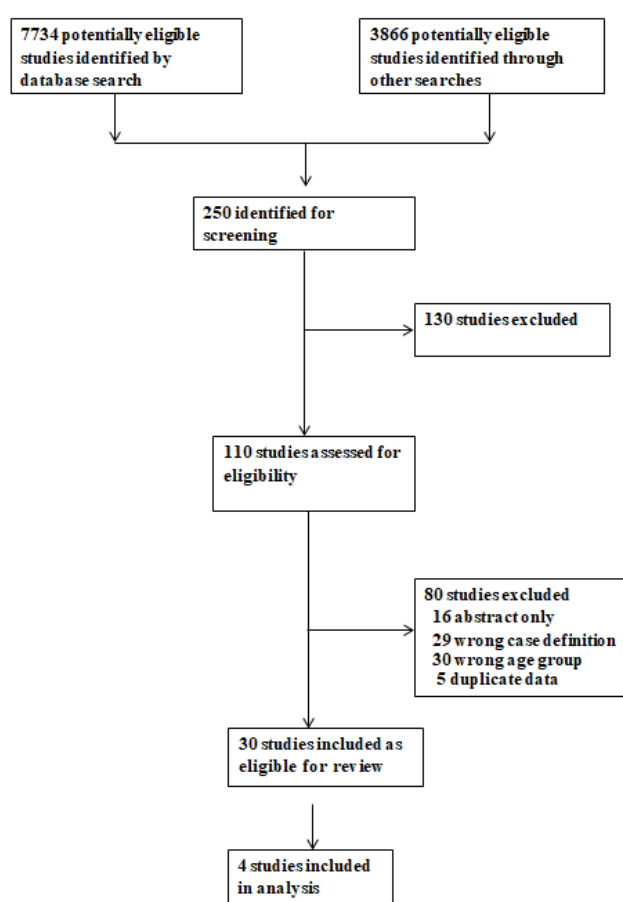 7734 potentially eligible
studies identified by
database search
3866 potentially eligible
studies identified through
other searches
250 identified for
screening
130 studies excluded
110 studies assessed for
eligibility
80 studies excluded
16 abstract only
29 wrong case definition
30 wrong age group
5 duplicate data
30 studies included as
eligible for review
4 studies included
in analysis